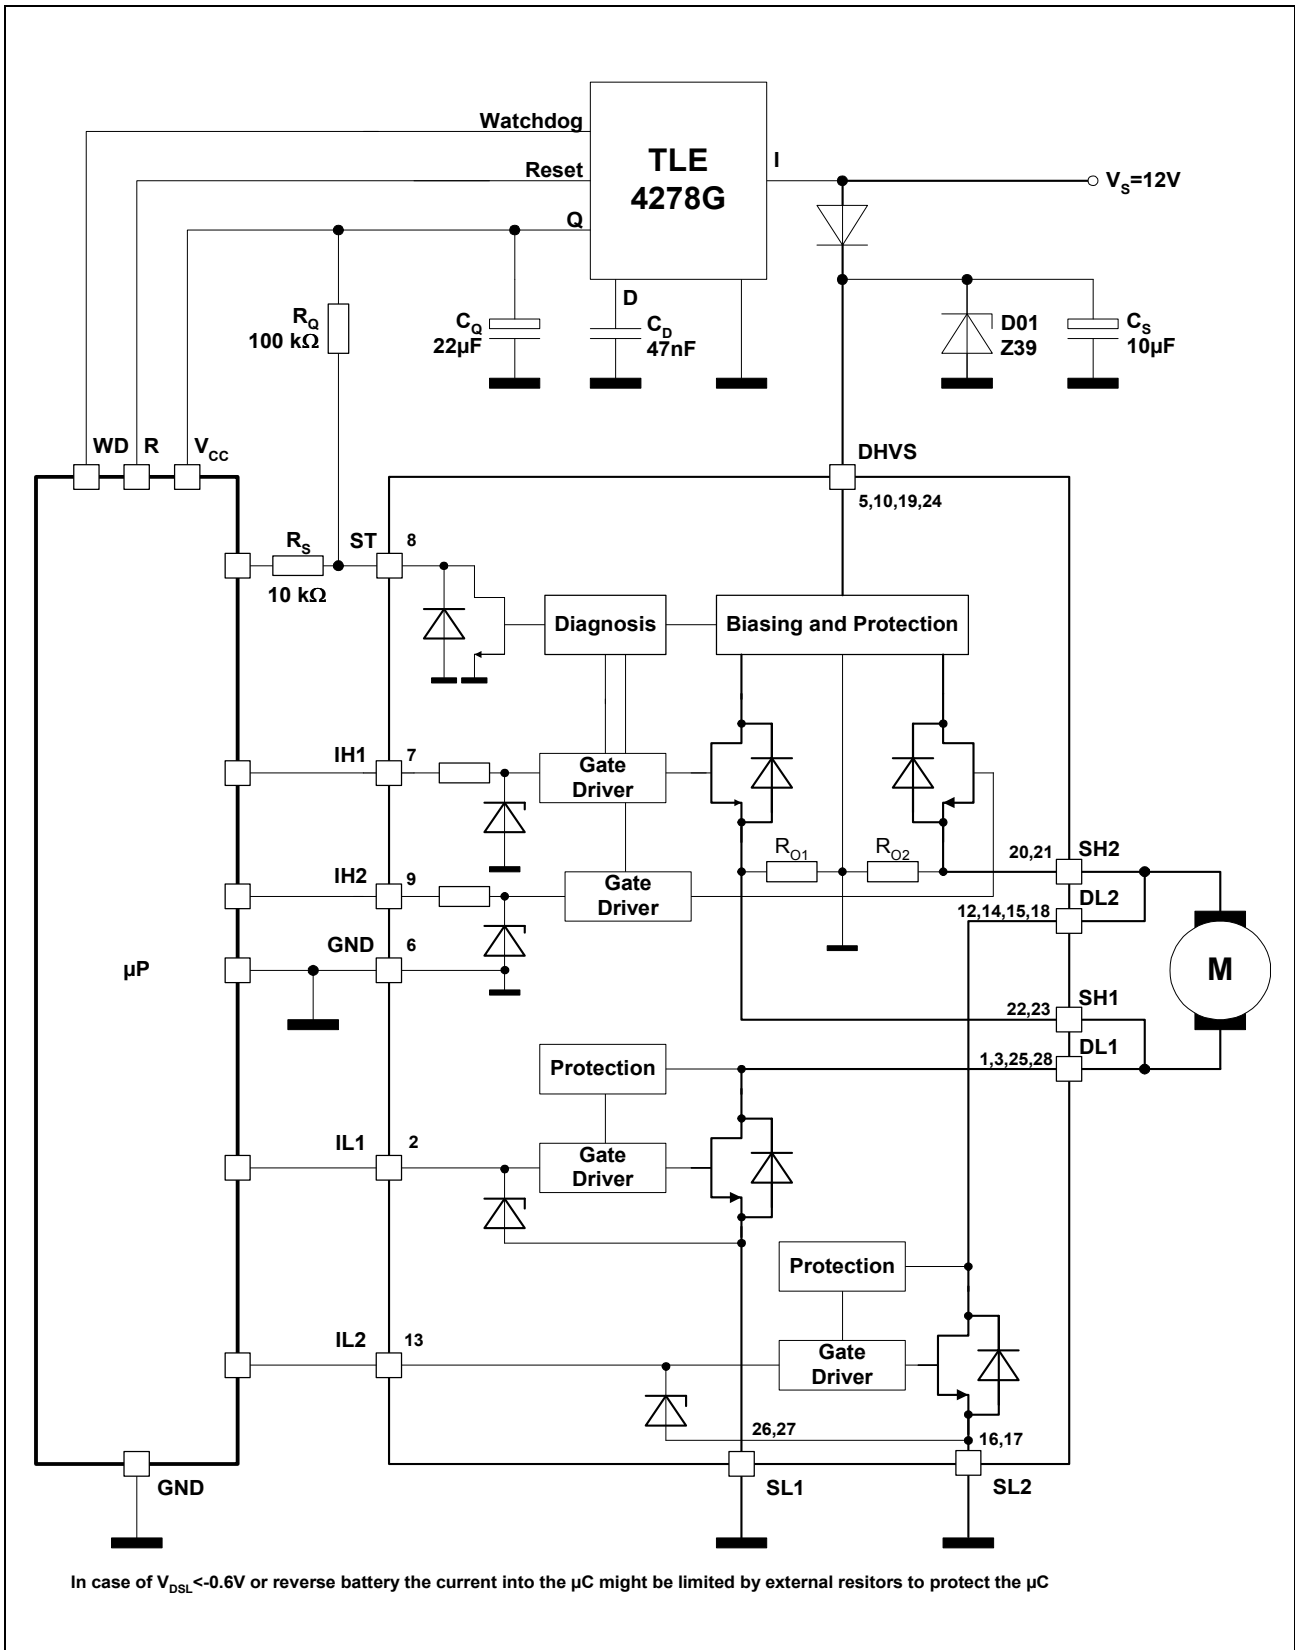 Watchdog
TLE
4278G
I
Reset
V_S=12V
Q
D
R_Q
100 kΩ
C_Q
22µF
C_D
47nF
D01
Z39
C_S
10µF
WD
R
V_CC
DHVS
5,10,19,24
R_S
10 kΩ
ST
8
Diagnosis
Biasing and Protection
IH1
7
Gate
Driver
R_O1
R_O2
20,21
SH2
IH2
9
Gate
Driver
12,14,15,18
DL2
GND
6
µP
M
SH1
22,23
DL1
1,3,25,28
Protection
IL1
2
Gate
Driver
Protection
IL2
13
Gate
Driver
26,27
16,17
GND
SL1
SL2
In case of V_DSL<-0.6V or reverse battery the current into the µC might be limited by external resitors to protect the µC